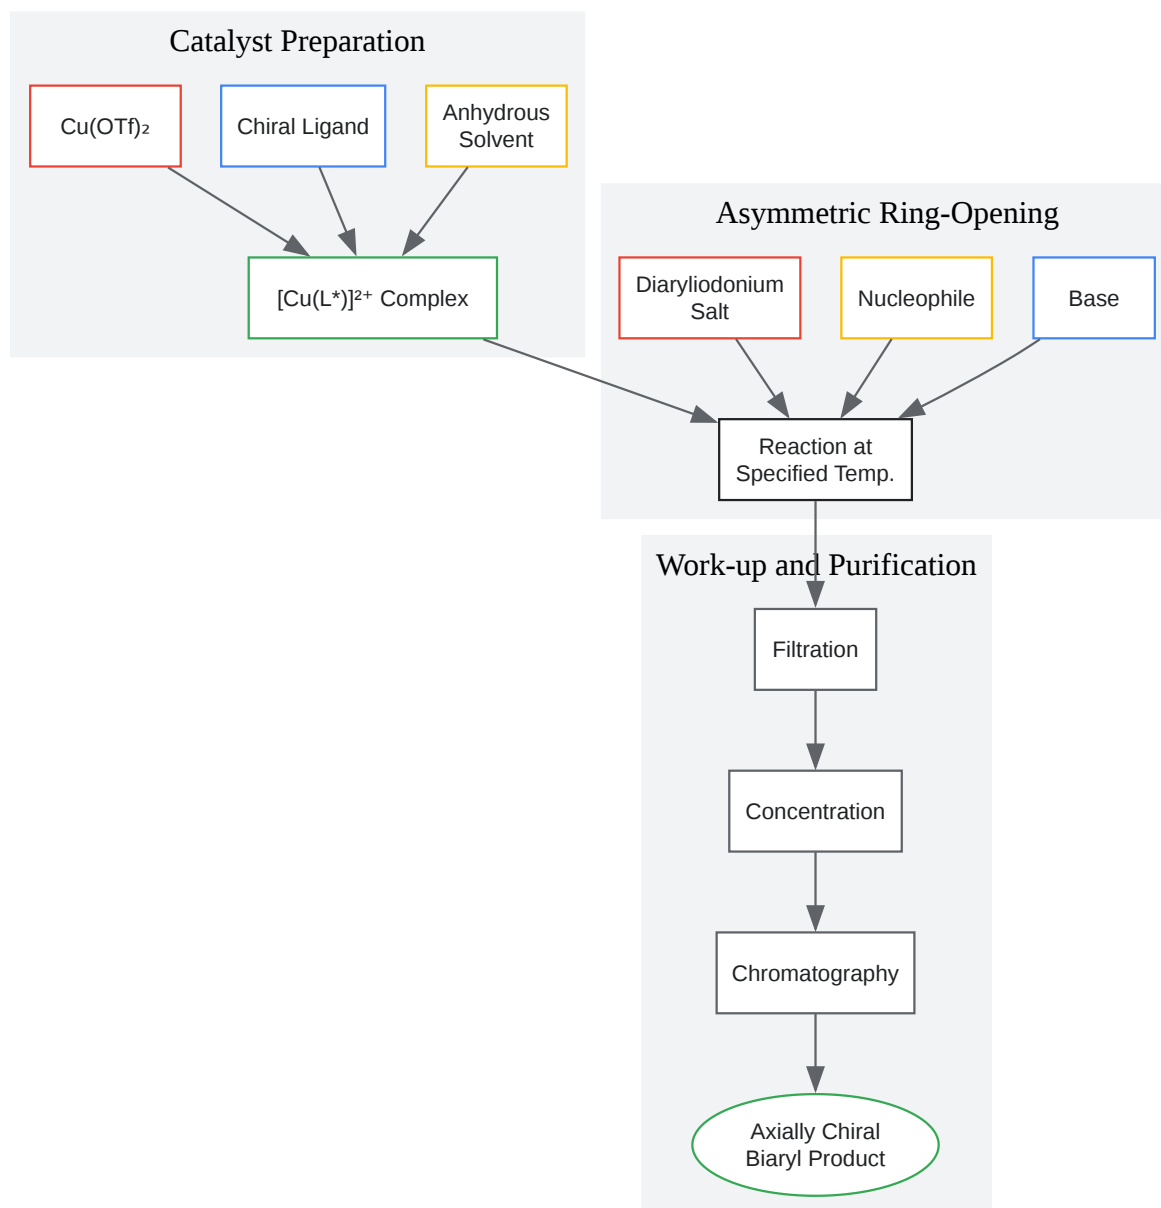 Catalyst Preparation
Cu(OTf)₂
Chiral Ligand
Anhydrous
Solvent
[Cu(L*)]²⁺ Complex
Asymmetric Ring-Opening
Diaryliodonium
Salt
Nucleophile
Base
Reaction at
Specified Temp.
Work-up and Purification
Filtration
Concentration
Chromatography
Axially Chiral
Biaryl Product